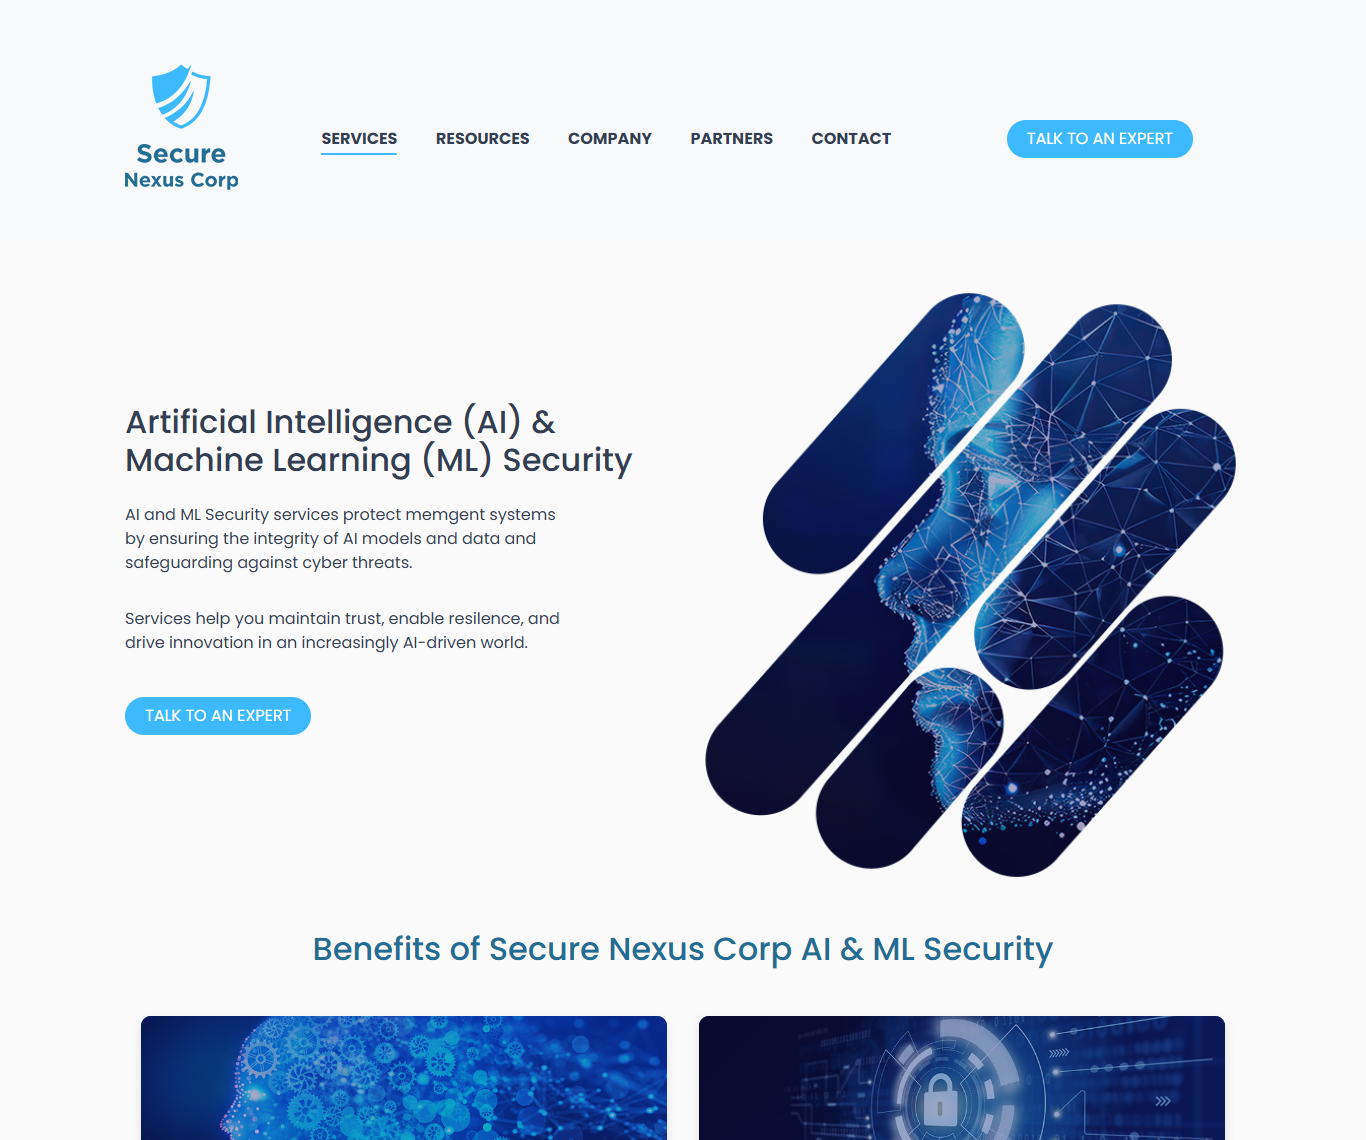 Secure
Nexus Corp
SERVICES
RESOURCES
COMPANY
PARTNERS
CONTACT
TALK TO AN EXPERT
Artificial Intelligence (AI) &
Machine Learning (ML) Security
AI and ML Security services protect memgent systems
by ensuring the integrity of AI models and data and
safeguarding against cyber threats.
Services help you maintain trust, enable resilence, and
drive innovation in an increasingly AI-driven world.
TALK TO AN EXPERT
Benefits of Secure Nexus Corp AI & ML Security